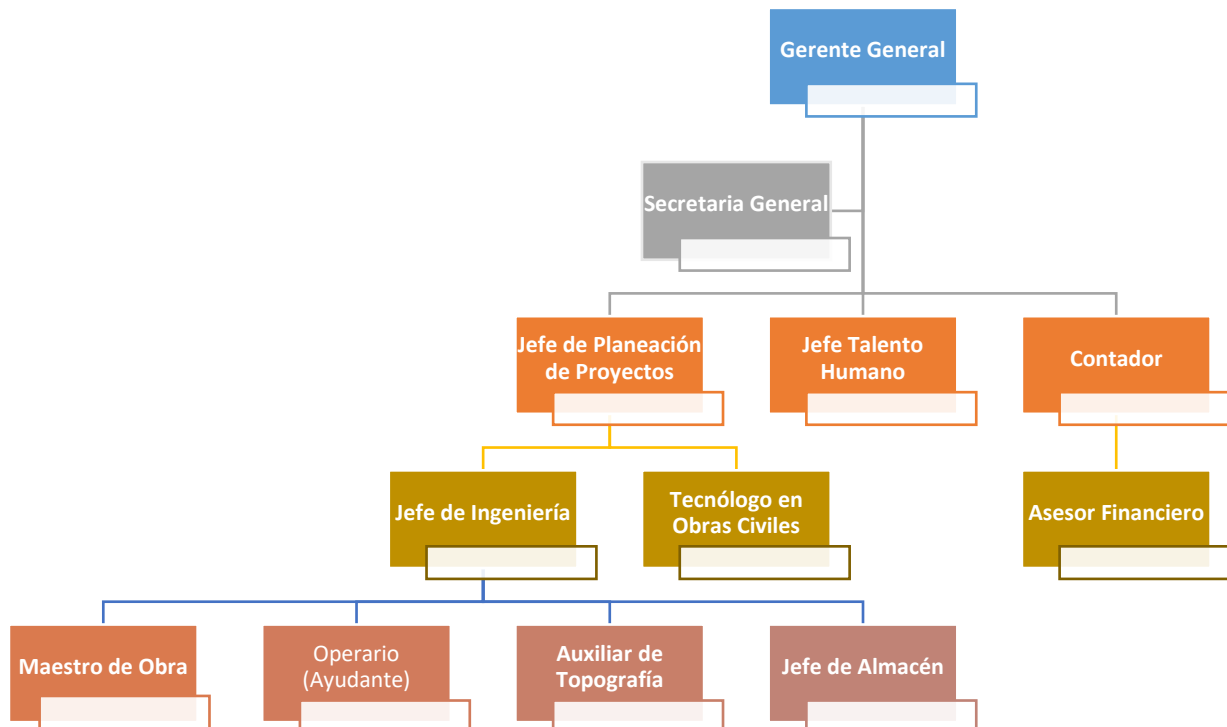 Gerente General
Secretaria General
Jefe de Planeación
de Proyectos
Jefe Talento
Humano
Contador
Jefe de Ingeniería
Tecnólogo en
Obras Civiles
Asesor Financiero
Maestro de Obra
Operario
(Ayudante)
Auxiliar de
Topografía
Jefe de Almacén